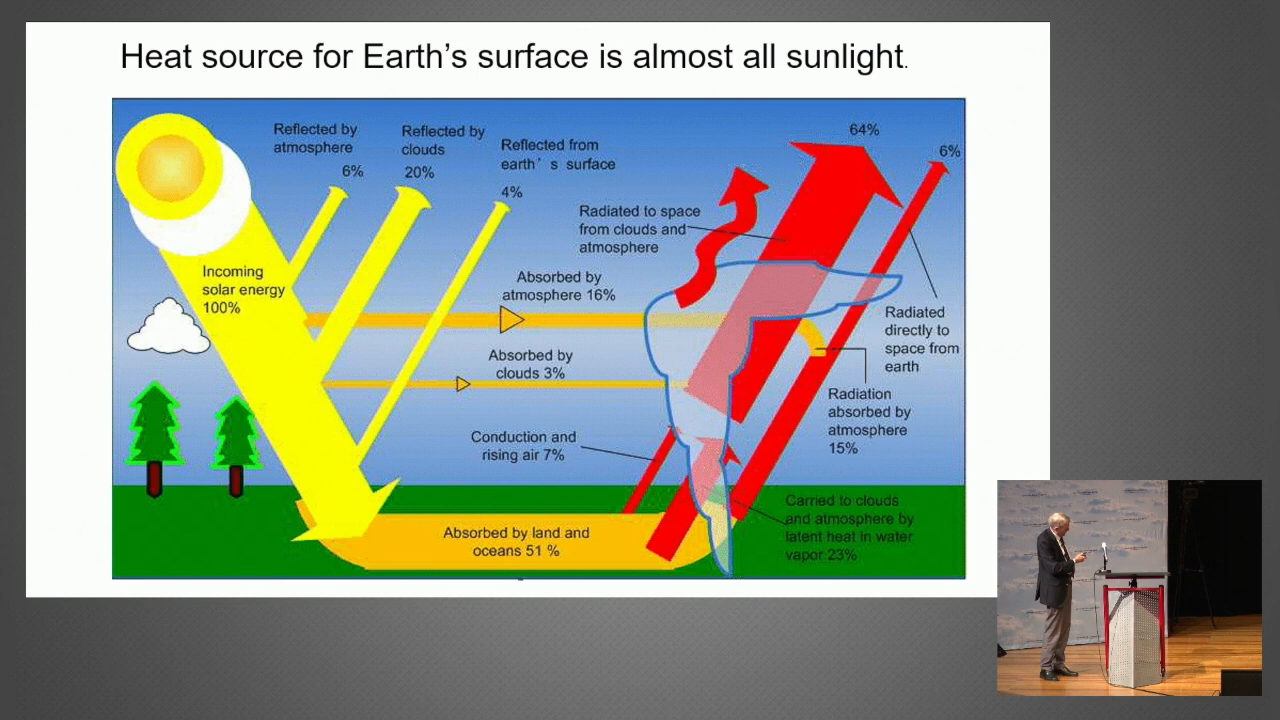 Heat source for Earth’s surface is almost all sunlight.
Reflected by
atmosphere
6%
Reflected by
clouds
20%
Reflected from
earth’ s surface
4%
64%
6%
Radiated to space
from clouds and
atmosphere
Incoming
solar energy
100%
Absorbed by
atmosphere 16%
Absorbed by
clouds 3%
Radiated
directly to
space from
earth
Radiation
absorbed by
atmosphere
15%
Conduction and
rising air 7%
Carried to clouds
and atmosphere by
latent heat in water
vapor 23%
Absorbed by land and
oceans 51 %